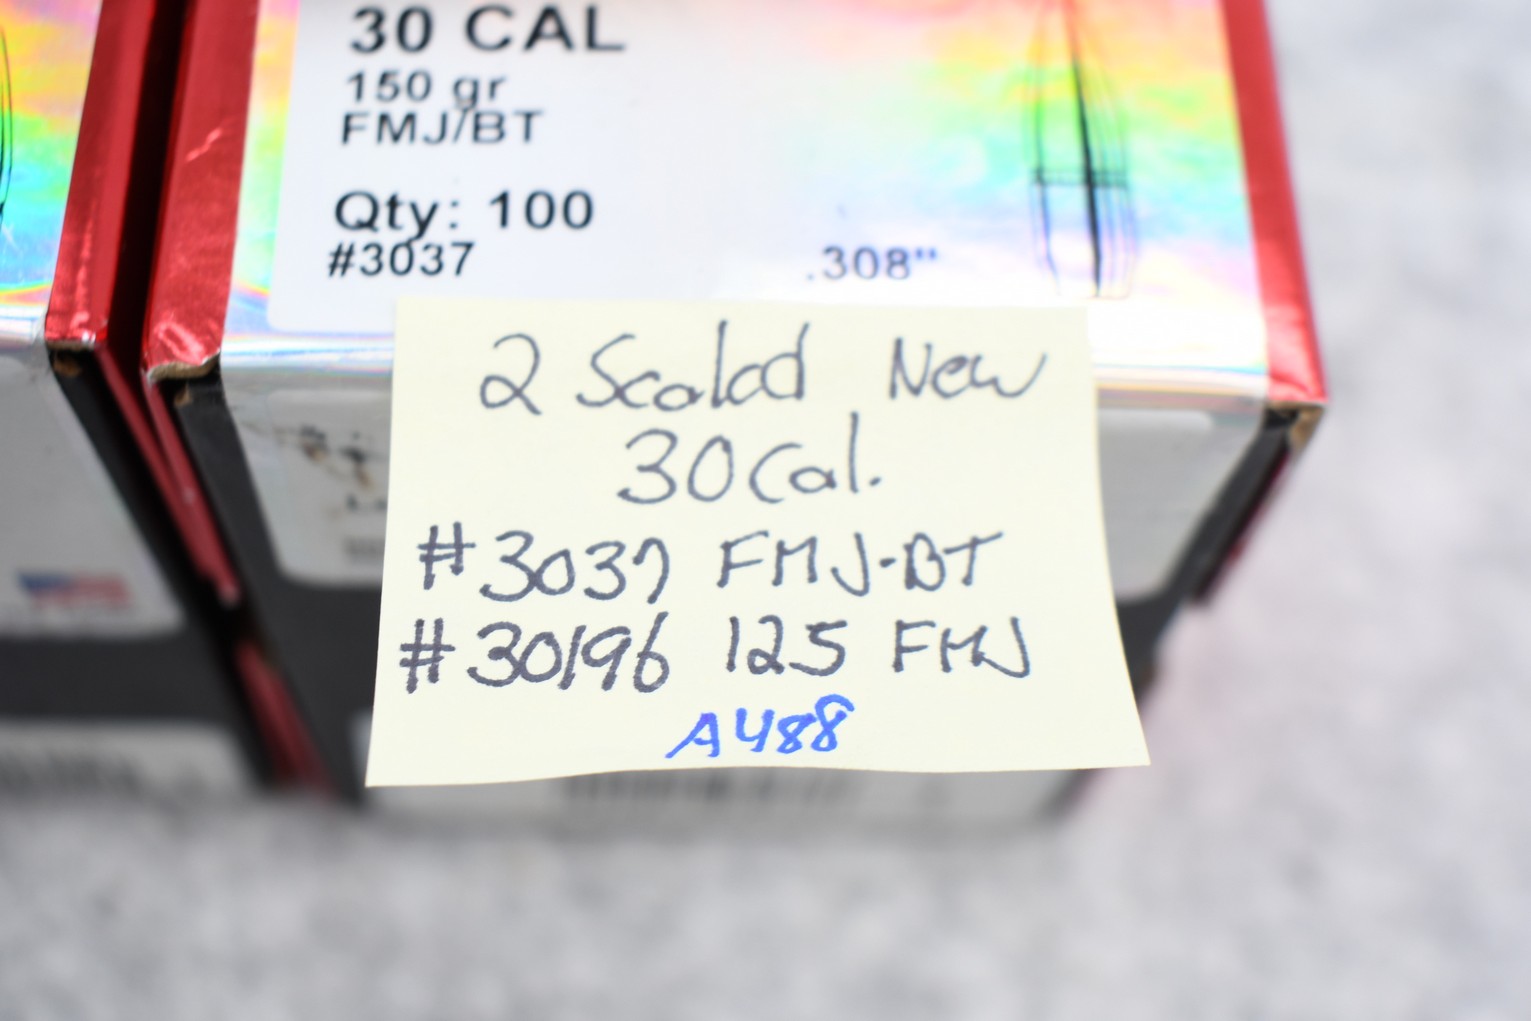 30 CAL
150 gr
FMJ/BT
Qty: 100
#3037
.308"
2 Sealed New
30 Cal.
#3037 FMJ-BT
#30196 125 FMJ
A488